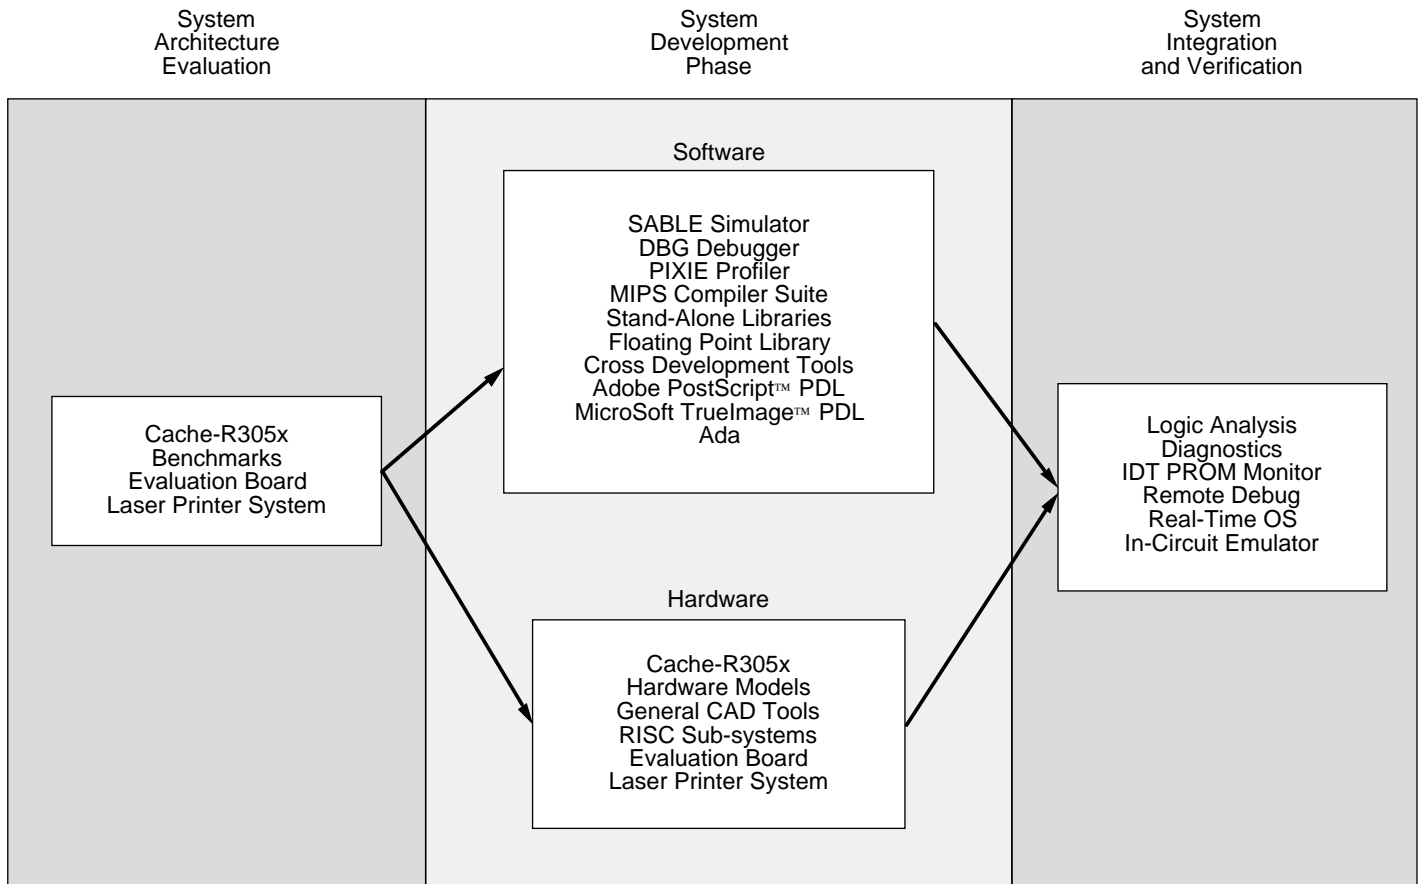 System
Architecture
Evaluation
System
Development
Phase
System
Integration
and Verification
Software
SABLE Simulator
DBG Debugger
PIXIE Profiler
MIPS Compiler Suite
Stand-Alone Libraries
Floating Point Library
Cross Development Tools
Adobe PostScript™ PDL
MicroSoft TrueImage™ PDL
Ada
Cache-R305x
Benchmarks
Evaluation Board
Laser Printer System
Logic Analysis
Diagnostics
IDT PROM Monitor
Remote Debug
Real-Time OS
In-Circuit Emulator
Hardware
Cache-R305x
Hardware Models
General CAD Tools
RISC Sub-systems
Evaluation Board
Laser Printer System